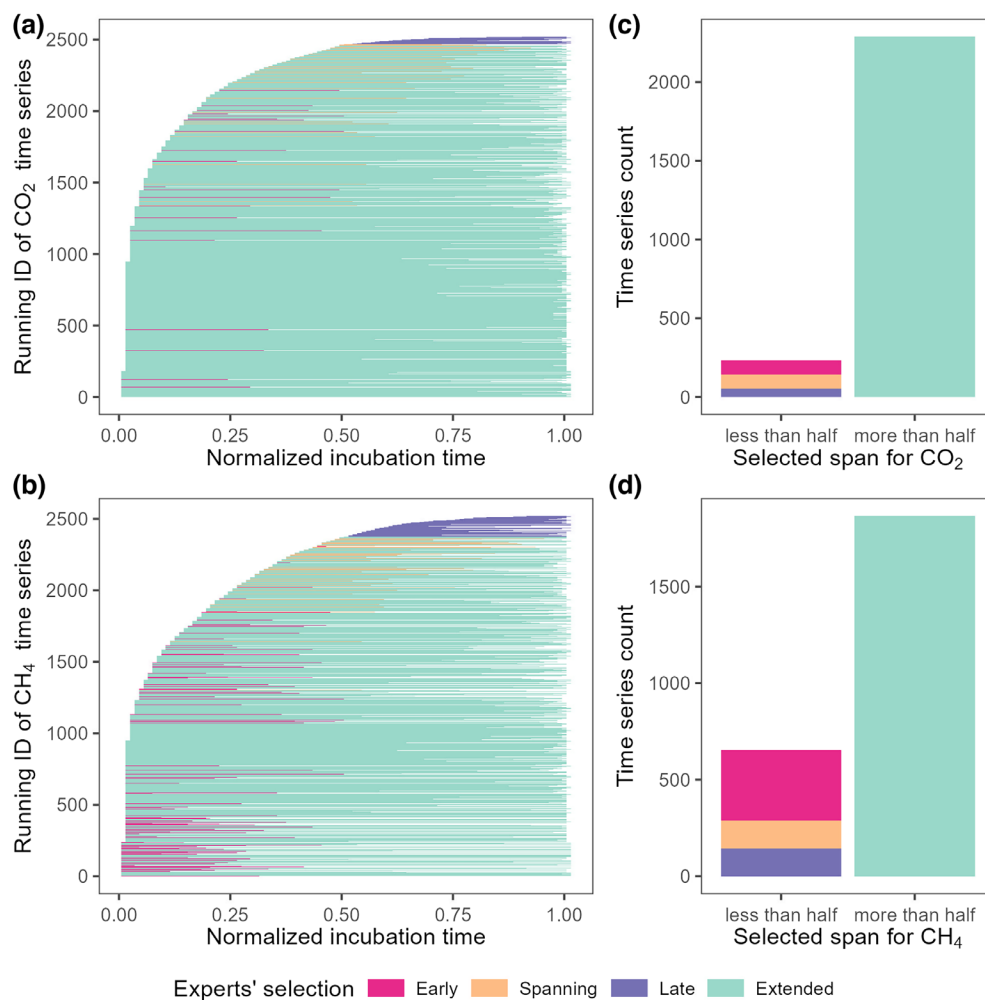 (a)
Running ID of CO₂ time series
2500
2000
1500
1000
500
0
0.00 0.25 0.50 0.75 1.00
Normalized incubation time
(c)
Time series count
2000
1500
1000
500
0
less than half more than half
Selected span for CO₂
(b)
Running ID of CH₄ time series
2500
2000
1500
1000
500
0
0.00 0.25 0.50 0.75 1.00
Normalized incubation time
(d)
Time series count
1500
1000
500
0
less than half more than half
Selected span for CH₄
Experts' selection Early Spanning Late Extended